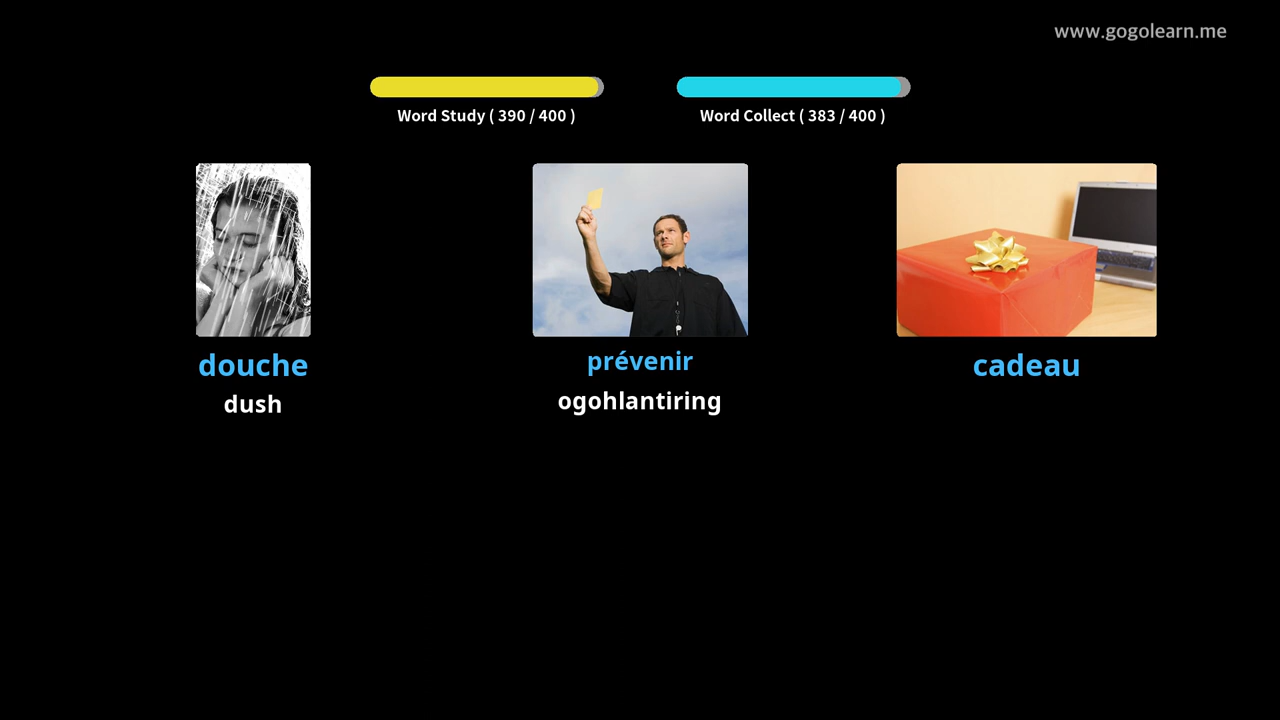 www.gogolearn.me
Word Study ( 390 / 400 )
Word Collect ( 383 / 400 )
douche
dush
prévenir
ogohlantiring
cadeau